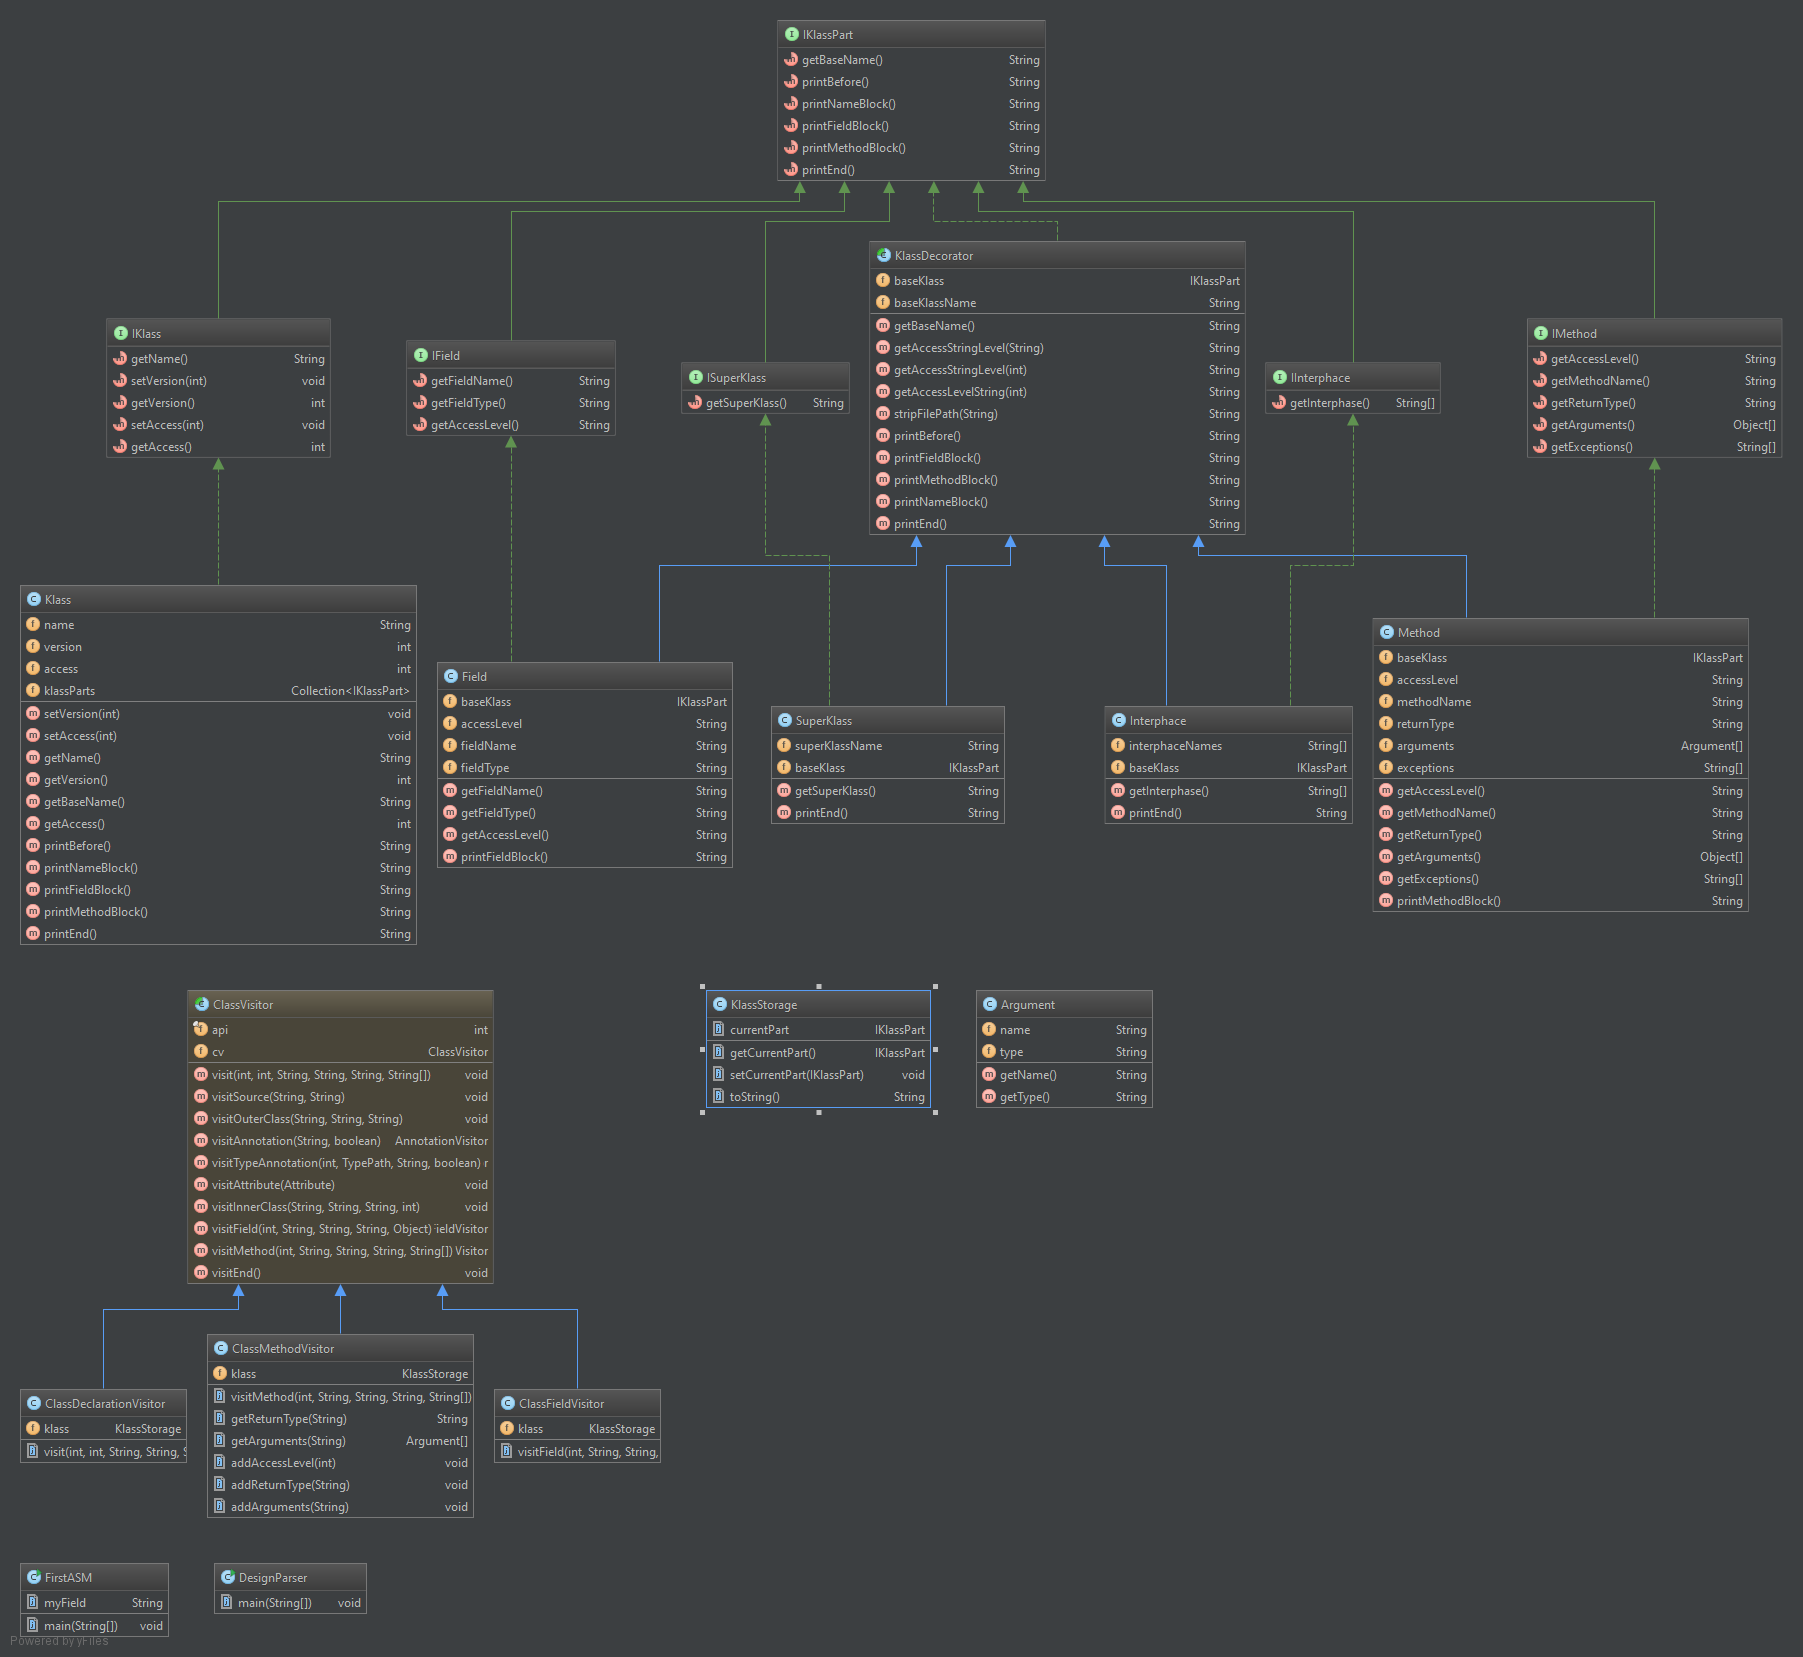 IKlassPart
getBaseName() String
printBefore() String
printNameBlock() String
printFieldBlock() String
printMethodBlock() String
printEnd() String
KlassDecorator
baseKlass IKlassPart
baseKlassName String
getBaseName() String
getAccessStringLevel(String) String
getAccessStringLevel(int) String
getAccessLevelString(int) String
stripFilePath(String) String
printBefore() String
printFieldBlock() String
printMethodBlock() String
printNameBlock() String
printEnd() String
IKlass
getName() String
setVersion(int) void
getVersion() int
setAccess(int) void
getAccess() int
IField
getFieldName() String
getFieldType() String
getAccessLevel() String
ISuperKlass
getSuperKlass() String
IInterphace
getInterphase() String[]
IMethod
getAccessLevel() String
getMethodName() String
getReturnType() String
getArguments() Object[]
getExceptions() String[]
Klass
name String
version int
access int
klassParts Collection<IKlassPart>
setVersion(int) void
setAccess(int) void
getName() String
getVersion() int
getBaseName() String
getAccess() int
printBefore() String
printNameBlock() String
printFieldBlock() String
printMethodBlock() String
printEnd() String
Field
baseKlass IKlassPart
accessLevel String
fieldName String
fieldType String
getFieldName() String
getFieldType() String
getAccessLevel() String
printFieldBlock() String
SuperKlass
superKlassName String
baseKlass IKlassPart
getSuperKlass() String
printEnd() String
Interphace
interphaceNames String[]
baseKlass IKlassPart
getInterphase() String[]
printEnd() String
Method
baseKlass IKlassPart
accessLevel String
methodName String
returnType String
arguments Argument[]
exceptions String[]
getAccessLevel() String
getMethodName() String
getReturnType() String
getArguments() Object[]
getExceptions() String[]
printMethodBlock() String
ClassVisitor
api int
cv ClassVisitor
visit(int, int, String, String, String, String[]) void
visitSource(String, String) void
visitOuterClass(String, String, String) void
visitAnnotation(String, boolean) AnnotationVisitor
visitTypeAnnotation(int, TypePath, String, boolean) r
visitAttribute(Attribute) void
visitInnerClass(String, String, String, int) void
visitField(int, String, String, String, Object) ieldVisitor
visitMethod(int, String, String, String, String[]) Visitor
visitEnd() void
KlassStorage
currentPart IKlassPart
getCurrentPart() IKlassPart
setCurrentPart(IKlassPart) void
toString() String
Argument
name String
type String
getName() String
getType() String
ClassDeclarationVisitor
klass KlassStorage
visit(int, int, String, String, S
ClassMethodVisitor
klass KlassStorage
visitMethod(int, String, String, String, String[])
getReturnType(String) String
getArguments(String) Argument[]
addAccessLevel(int) void
addReturnType(String) void
addArguments(String) void
ClassFieldVisitor
klass KlassStorage
visitField(int, String, String,
FirstASM
myField String
main(String[]) void
DesignParser
main(String[]) void
Powered by yFiles